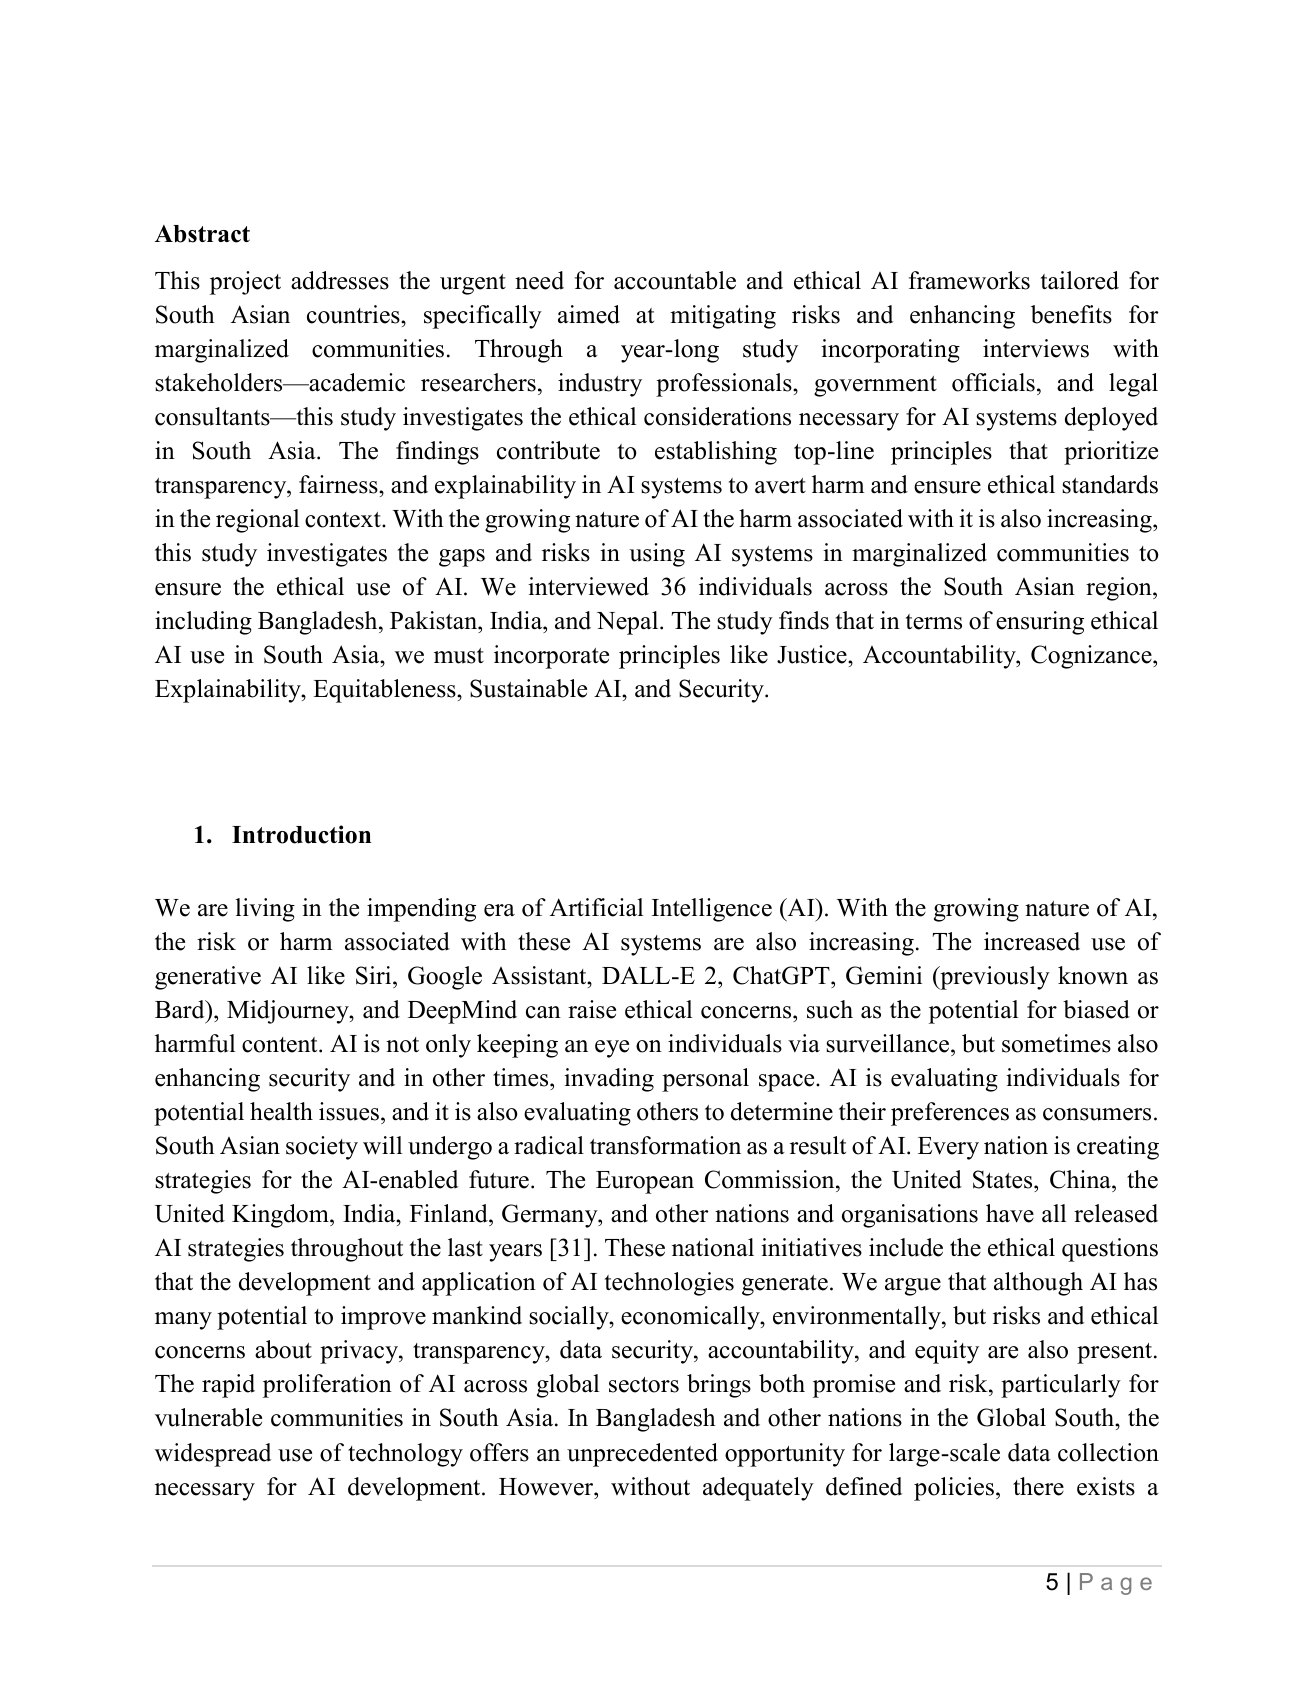 Abstract
This project addresses the urgent need for accountable and ethical AI frameworks tailored for
South Asian countries, specifically aimed at mitigating risks and enhancing benefits for
marginalized communities. Through a year-long study incorporating interviews with
stakeholders—academic researchers, industry professionals, government officials, and legal
consultants—this study investigates the ethical considerations necessary for AI systems deployed
in South Asia. The findings contribute to establishing top-line principles that prioritize
transparency, fairness, and explainability in AI systems to avert harm and ensure ethical standards
in the regional context. With the growing nature of AI the harm associated with it is also increasing,
this study investigates the gaps and risks in using AI systems in marginalized communities to
ensure the ethical use of AI. We interviewed 36 individuals across the South Asian region,
including Bangladesh, Pakistan, India, and Nepal. The study finds that in terms of ensuring ethical
AI use in South Asia, we must incorporate principles like Justice, Accountability, Cognizance,
Explainability, Equitableness, Sustainable AI, and Security.
1. Introduction
We are living in the impending era of Artificial Intelligence (AI). With the growing nature of AI,
the risk or harm associated with these AI systems are also increasing. The increased use of
generative AI like Siri, Google Assistant, DALL-E 2, ChatGPT, Gemini (previously known as
Bard), Midjourney, and DeepMind can raise ethical concerns, such as the potential for biased or
harmful content. AI is not only keeping an eye on individuals via surveillance, but sometimes also
enhancing security and in other times, invading personal space. AI is evaluating individuals for
potential health issues, and it is also evaluating others to determine their preferences as consumers.
South Asian society will undergo a radical transformation as a result of AI. Every nation is creating
strategies for the AI-enabled future. The European Commission, the United States, China, the
United Kingdom, India, Finland, Germany, and other nations and organisations have all released
AI strategies throughout the last years [31]. These national initiatives include the ethical questions
that the development and application of AI technologies generate. We argue that although AI has
many potential to improve mankind socially, economically, environmentally, but risks and ethical
concerns about privacy, transparency, data security, accountability, and equity are also present.
The rapid proliferation of AI across global sectors brings both promise and risk, particularly for
vulnerable communities in South Asia. In Bangladesh and other nations in the Global South, the
widespread use of technology offers an unprecedented opportunity for large-scale data collection
necessary for AI development. However, without adequately defined policies, there exists a
5 | Page